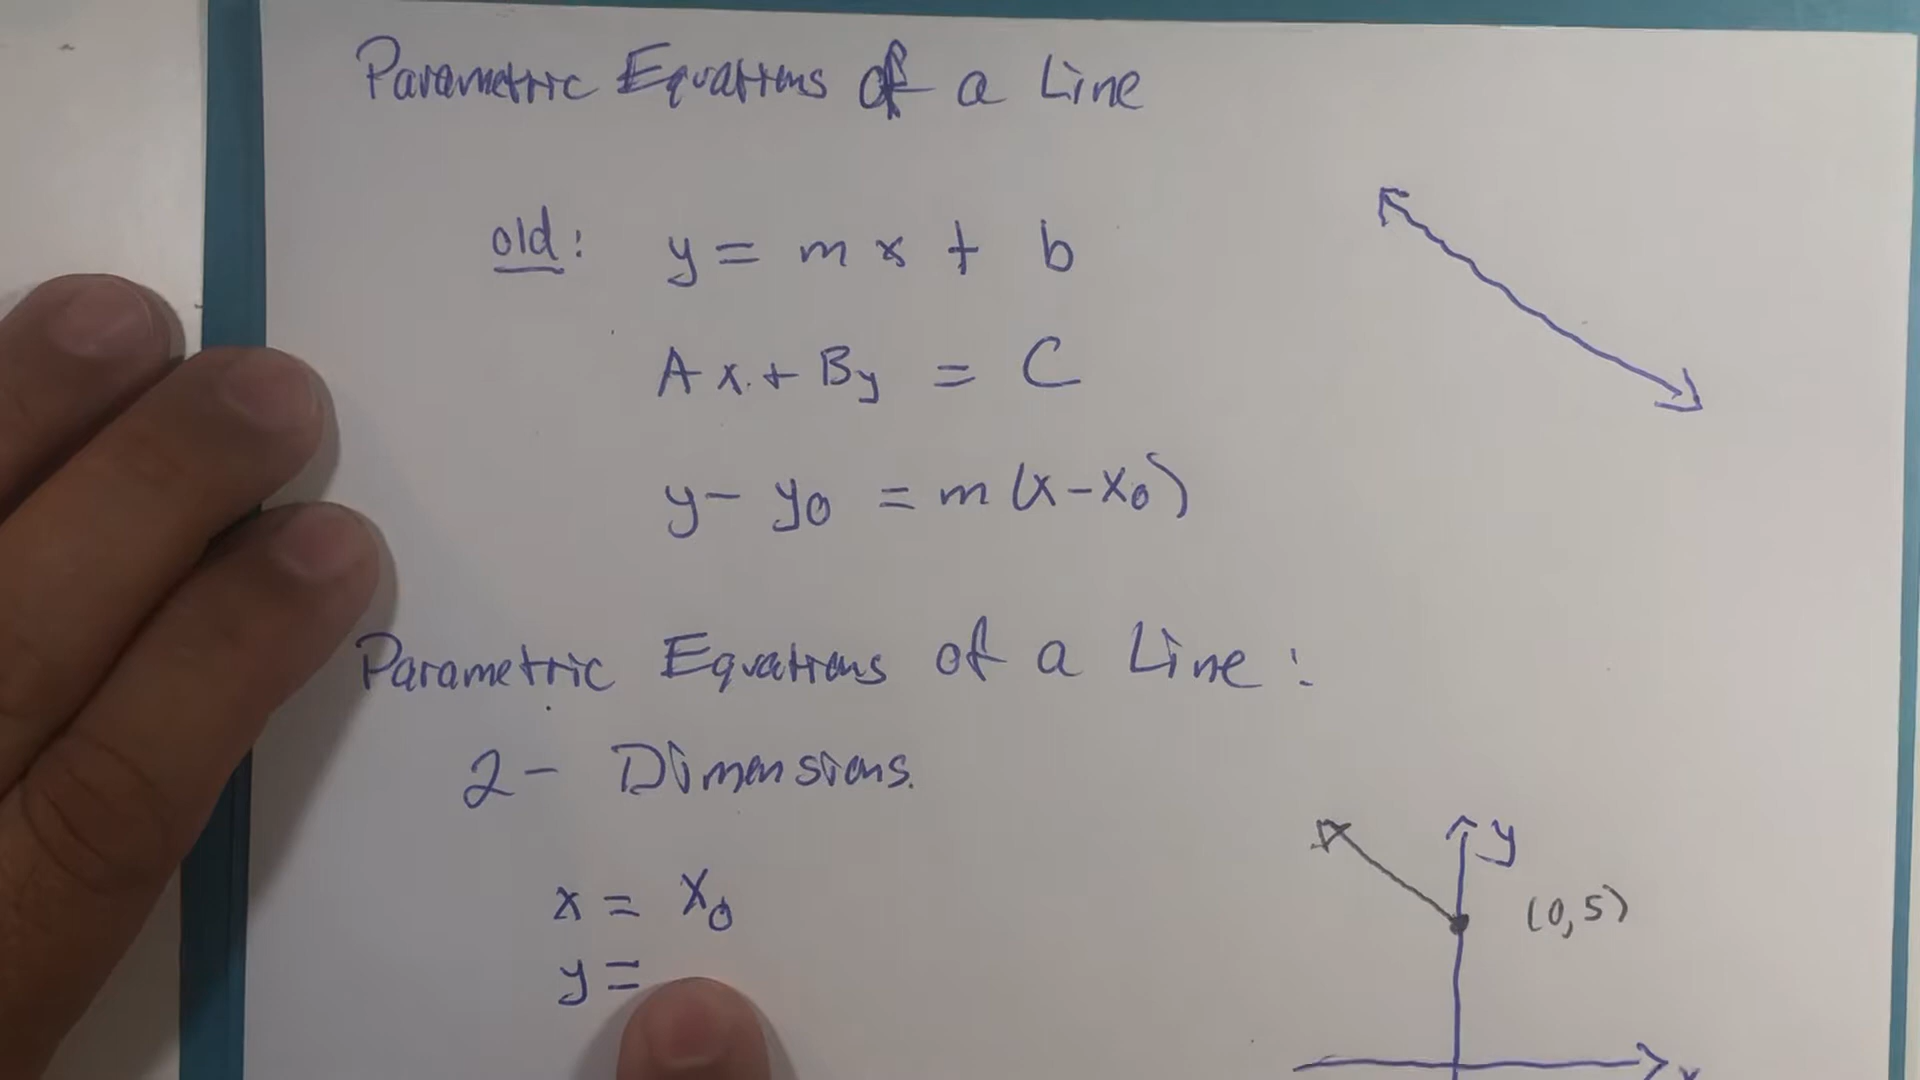 Parametric Equations of a Line
old: y = mx + b
Ax + By = C
y - y₀ = m(x - x₀)
Parametric Equations of a Line:
2 - Dimensions.
x = x₀
y =
y
(0,5)
x